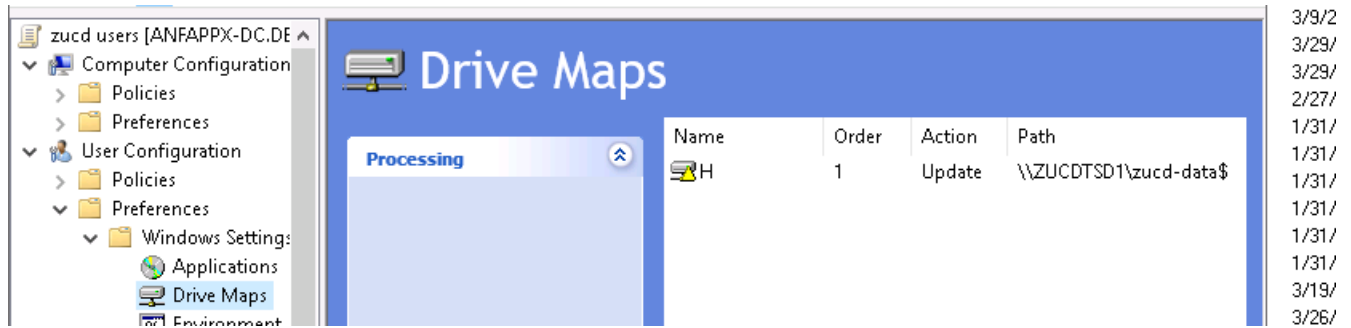 zucd users [ANFAPPX-DC.DE
Computer Configuration
Policies
Preferences
User Configuration
Policies
Preferences
Windows Settings
Applications
Drive Maps
Environment
Drive Maps
Processing
Name Order Action Path
H 1 Update \\ZUCDTSD1\zucd-data$
3/9/2
3/29/
3/29/
2/27/
1/31/
1/31/
1/31/
1/31/
1/31/
1/31/
3/19/
3/26/